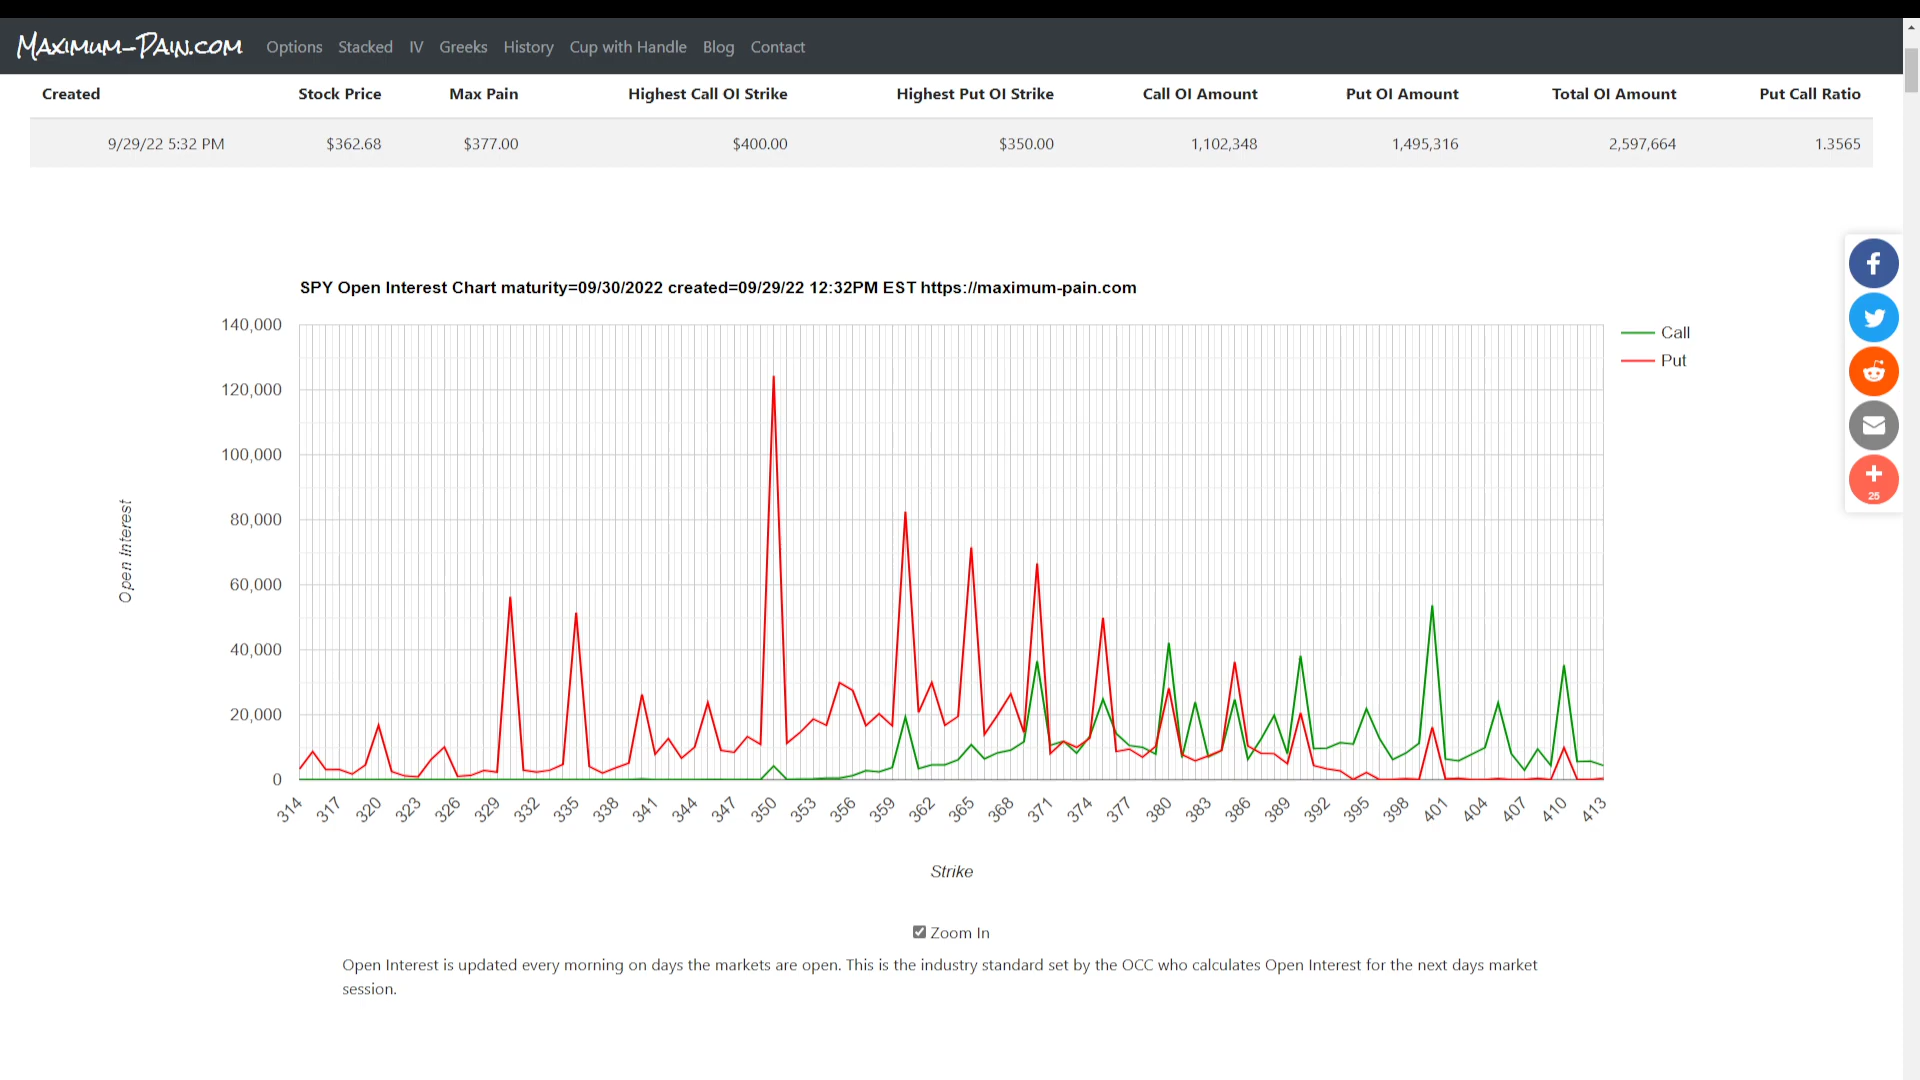 Maximum-Pain.com Options Stacked IV Greeks History Cup with Handle Blog Contact
Created Stock Price Max Pain Highest Call OI Strike Highest Put OI Strike Call OI Amount Put OI Amount Total OI Amount Put Call Ratio
9/29/22 5:32 PM $362.68 $377.00 $400.00 $350.00 1,102,348 1,495,316 2,597,664 1.3565
SPY Open Interest Chart maturity=09/30/2022 created=09/29/22 12:32PM EST https://maximum-pain.com
140,000
120,000
100,000
80,000
60,000
40,000
20,000
0
Open Interest
Call
Put
25
314 317 320 323 326 329 332 335 338 341 344 347 350 353 356 359 362 365 368 371 374 377 380 383 386 389 392 395 398 401 404 407 410 413
Strike
Zoom In
Open Interest is updated every morning on days the markets are open. This is the industry standard set by the OCC who calculates Open Interest for the next days market
session.